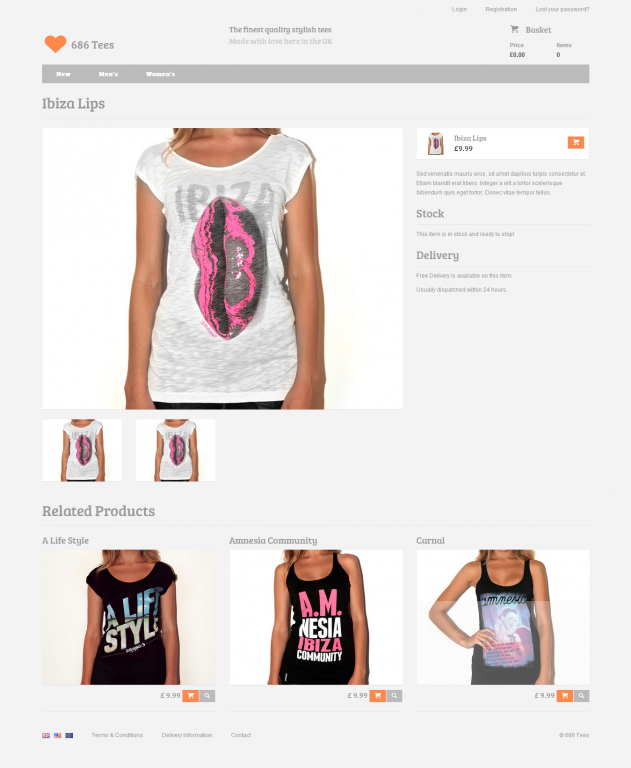 Login Registration Lost your password?
686 Tees
The finest quality stylish tees
Made with love here in the UK
Basket
Price Items
£0.00 0
New Men's Women's
Ibiza Lips
IBIZA
Ibiza Lips
£9.99
Sed venenatis mauris eros, sit amet dapibus turpis consectetur et.
Etiam blandit erat libero. Integer a elit a tortor scelerisque
bibendum quis eget tortor. Donec vitae tempor tellus.
Stock
This item is in stock and ready to ship!
Delivery
Free Delivery is available on this item.
Usually dispatched within 24 hours.
IBIZA
IBIZA
Related Products
A Life Style
Amnesia Community
Carnal
A LIFE
STYLE
A.M.
NESIA
IBIZA
COMMUNITY
amnesia
£ 9.99
£ 9.99
£ 9.99
Terms & Conditions Delivery Information Contact
© 686 Tees